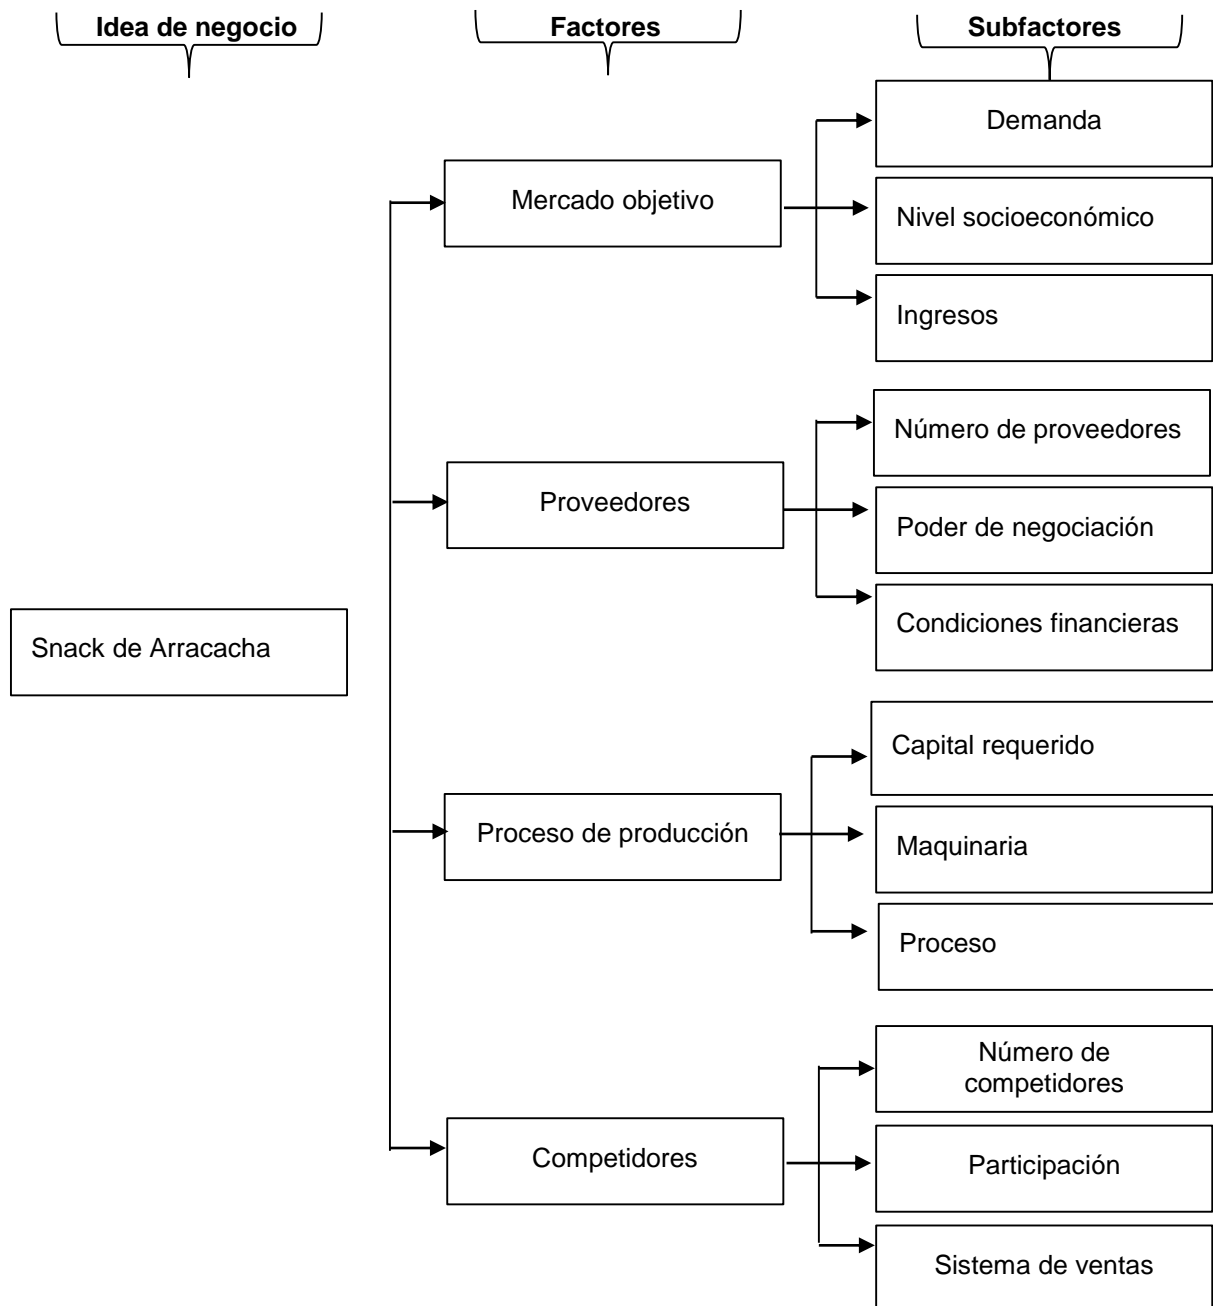 Idea de negocio
Factores
Subfactores
Demanda
Mercado objetivo
Nivel socioeconómico
Ingresos
Número de proveedores
Proveedores
Poder de negociación
Condiciones financieras
Snack de Arracacha
Capital requerido
Proceso de producción
Maquinaria
Proceso
Número de
competidores
Competidores
Participación
Sistema de ventas